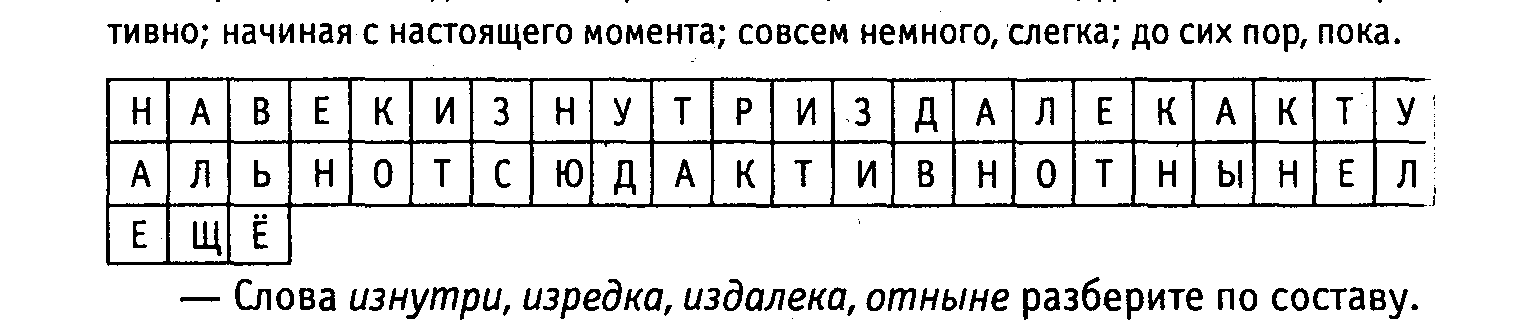 тивно; начиная с настоящего момента; совсем немного, слегка; до сих пор, пока.
Н А В Е К И З Н У Т Р И З Д А Л Е К А К Т У
А Л Ь Н О Т С Ю Д А К Т И В Н О Т Н Ы Н Е Л
Е Щ Ё
— Слова изнутри, изредка, издалека, отныне разберите по составу.